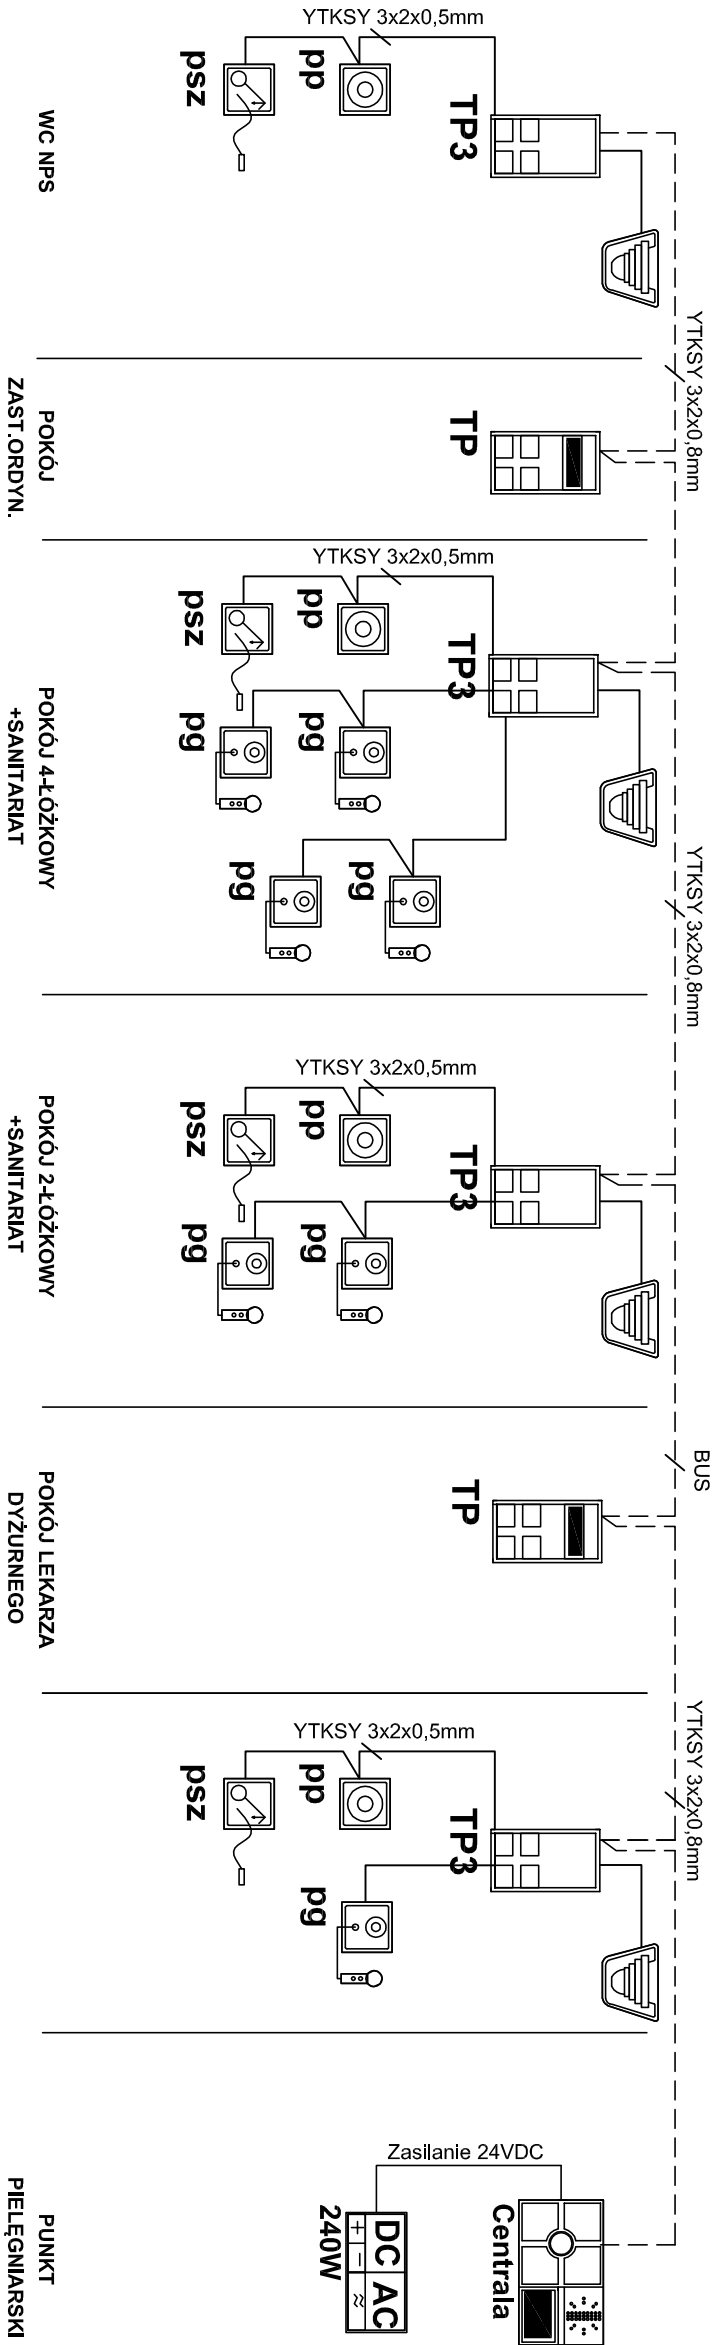 YTKSY 3x2x0,5mm
psz
pp
TP3
WC NPS
YTKSY 3x2x0,8mm
TP
POKÓJ
ZAST.ORDYN.
YTKSY 3x2x0,5mm
psz
pp
TP3
pg
pg
pg
pg
POKÓJ 4-ŁÓŻKOWY
+SANITARIAT
YTKSY 3x2x0,8mm
YTKSY 3x2x0,5mm
psz
pp
TP3
pg
pg
POKÓJ 2-ŁÓŻKOWY
+SANITARIAT
BUS
TP
POKÓJ LEKARZA
DYŻURNEGO
YTKSY 3x2x0,8mm
YTKSY 3x2x0,5mm
psz
pp
TP3
pg
Zasilanie 24VDC
Centrala
DC AC
+ − ≈
240W
PUNKT
PIELĘGNIARSKI